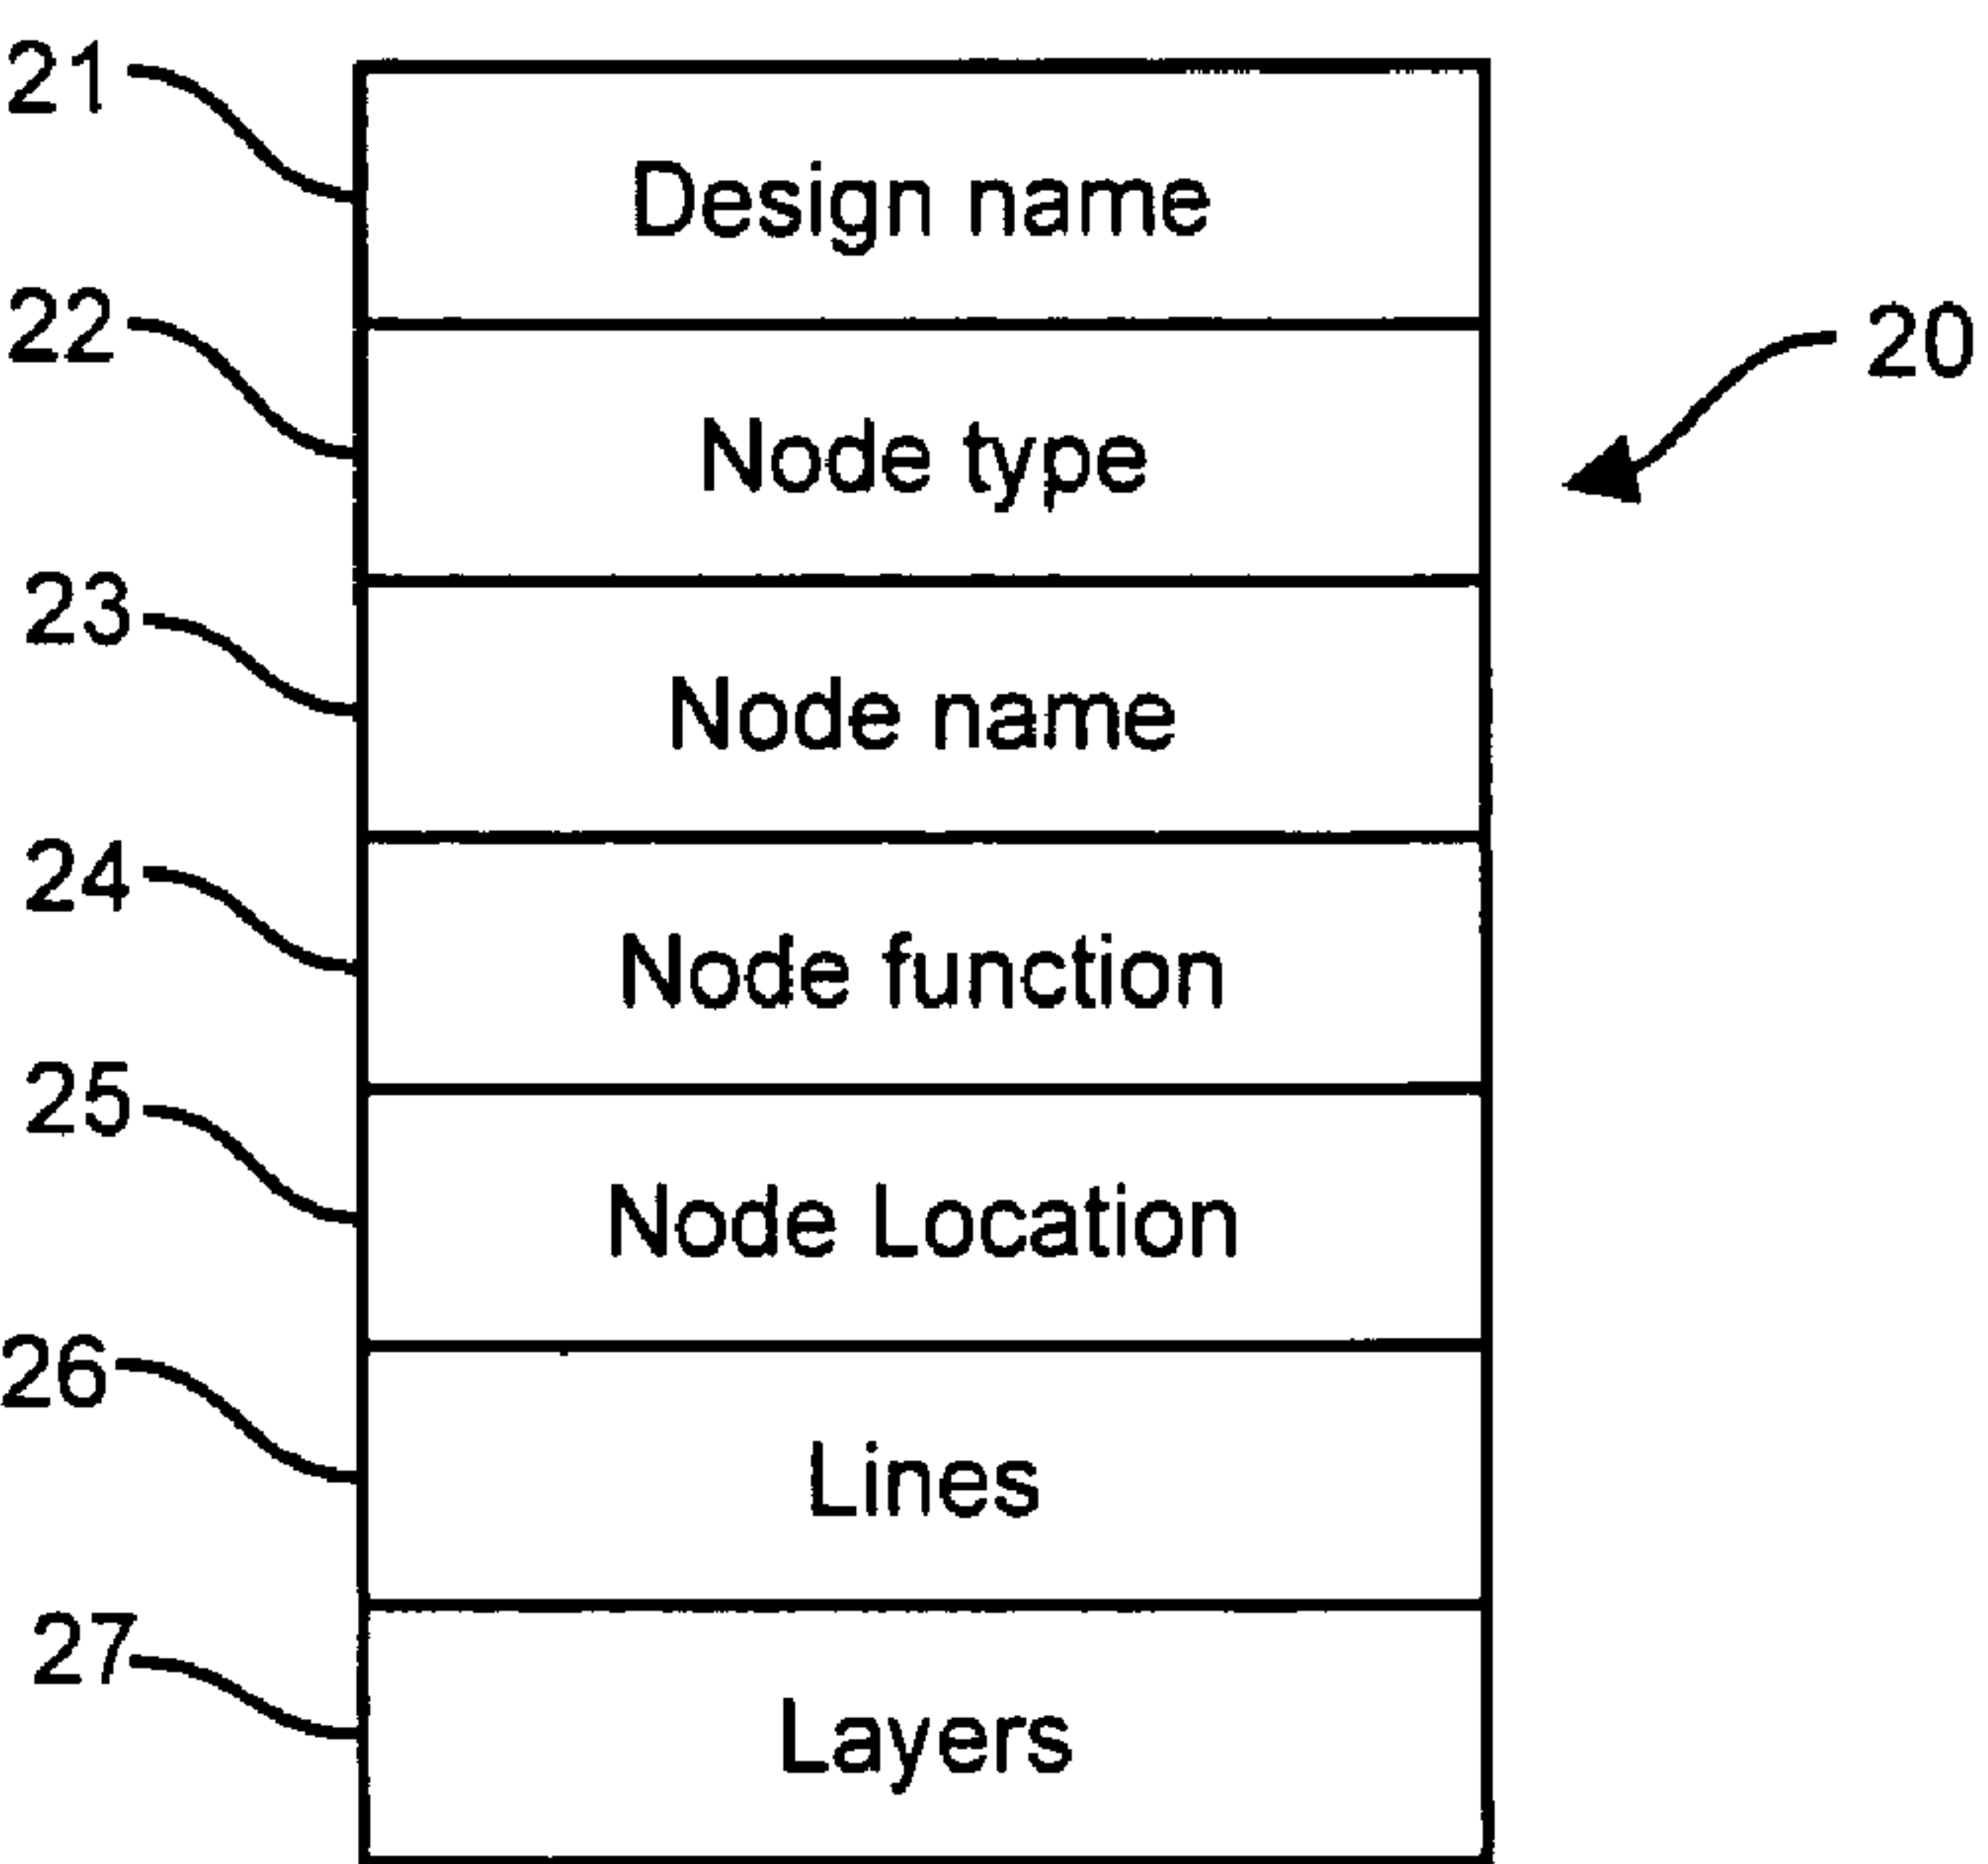 21
Design name
22
Node type
20
23
Node name
24
Node function
25
Node Location
26
Lines
27
Layers